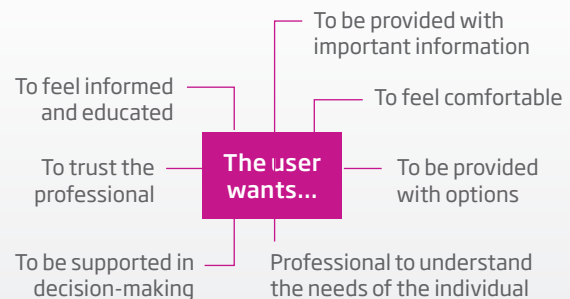 To be provided with
important information
To feel informed
and educated
To feel comfortable
To trust the
professional
The user
wants...
To be provided
with options
To be supported in
decision-making
Professional to understand
the needs of the individual